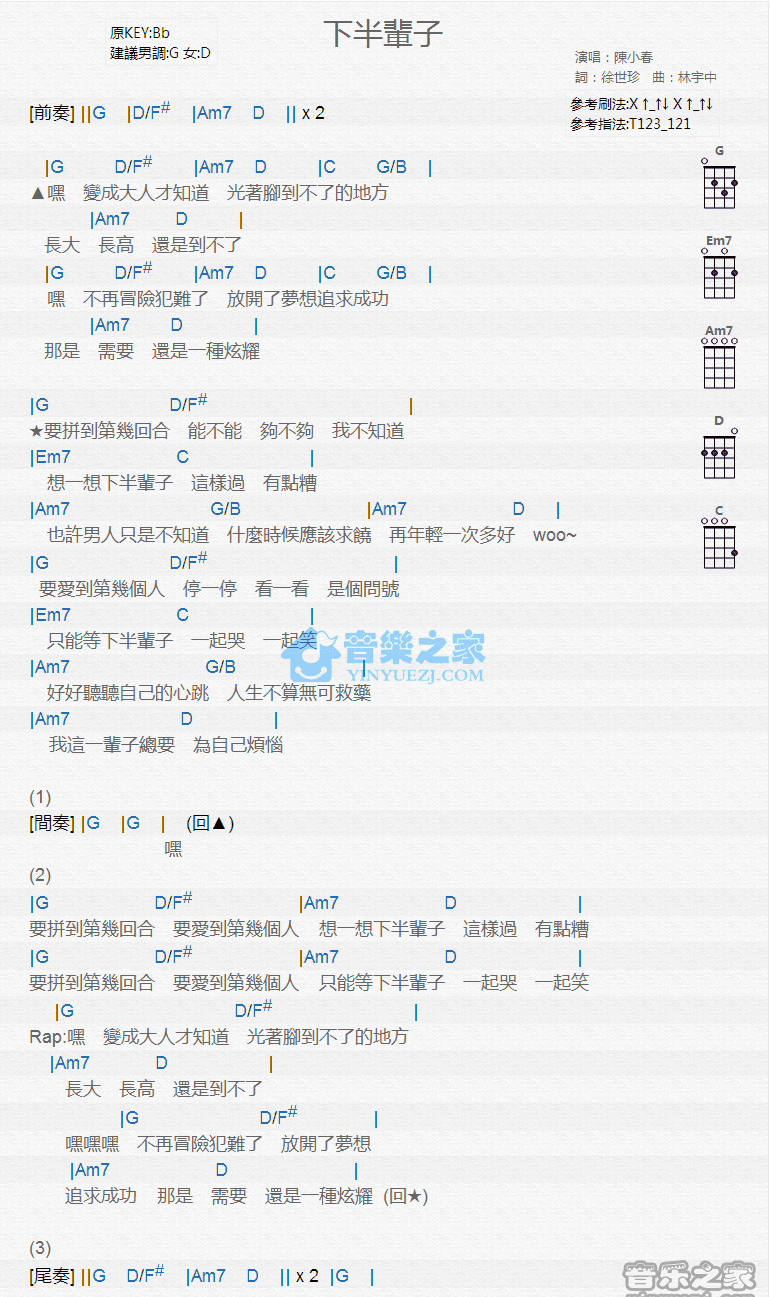 下半輩子
原KEY:Bb
建議男調:G 女:D
演唱：陳小春
詞：徐世珍 曲：林宇中
參考刷法:X↑_↑↓ X↑_↑↓
參考指法:T123_121
[前奏] ||G |D/F# |Am7 D || x 2
|G D/F# |Am7 D |C G/B |
▲嘿 變成大人才知道 光著腳到不了的地方
|Am7 D |
長大 長高 還是到不了
|G D/F# |Am7 D |C G/B |
嘿 不再冒險犯難了 放開了夢想追求成功
|Am7 D |
那是 需要 還是一種炫耀
|G D/F# |
★要拼到第幾回合 能不能 夠不夠 我不知道
|Em7 C |
想一想下半輩子 這樣過 有點糟
|Am7 G/B |Am7 D |
也許男人只是不知道 什麼時候應該求饒 再年輕一次多好 woo~
|G D/F# |
要愛到第幾個人 停一停 看一看 是個問號
|Em7 C |
只能等下半輩子 一起哭 一起笑
|Am7 G/B |
好好聽聽自己的心跳 人生不算無可救藥
|Am7 D |
我這一輩子總要 為自己煩惱
(1)
[間奏] |G |G | (回▲)
嘿
(2)
|G D/F# |Am7 D |
要拼到第幾回合 要愛到第幾個人 想一想下半輩子 這樣過 有點糟
|G D/F# |Am7 D |
要拼到第幾回合 要愛到第幾個人 只能等下半輩子 一起哭 一起笑
|G D/F# |
Rap:嘿 變成大人才知道 光著腳到不了的地方
|Am7 D |
長大 長高 還是到不了
|G D/F# |
嘿嘿嘿 不再冒險犯難了 放開了夢想
|Am7 D |
追求成功 那是 需要 還是一種炫耀 (回★)
(3)
[尾奏] ||G D/F# |Am7 D || x 2 |G |
G
Em7
Am7
D
C
音樂之家
YINYUEZJ.COM
音乐之家